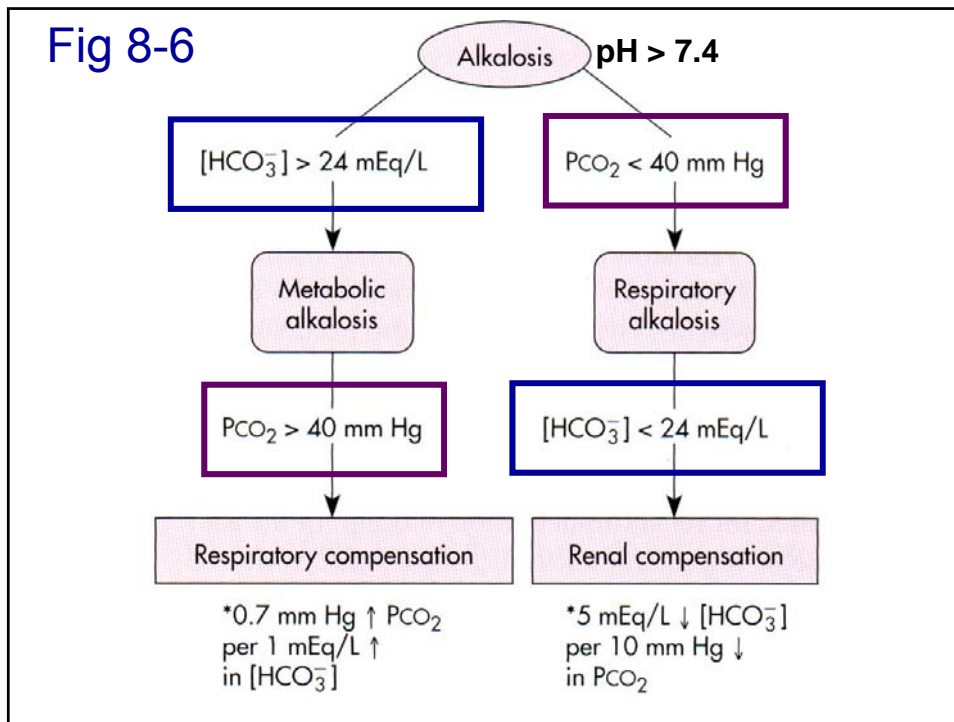 Fig 8-6
Alkalosis pH > 7.4
[HCO₃⁻] > 24 mEq/L
PCO₂ < 40 mm Hg
Metabolic
alkalosis
Respiratory
alkalosis
PCO₂ > 40 mm Hg
[HCO₃⁻] < 24 mEq/L
Respiratory compensation
Renal compensation
*0.7 mm Hg ↑ PCO₂
per 1 mEq/L ↑
in [HCO₃⁻]
*5 mEq/L ↓ [HCO₃⁻]
per 10 mm Hg ↓
in PCO₂